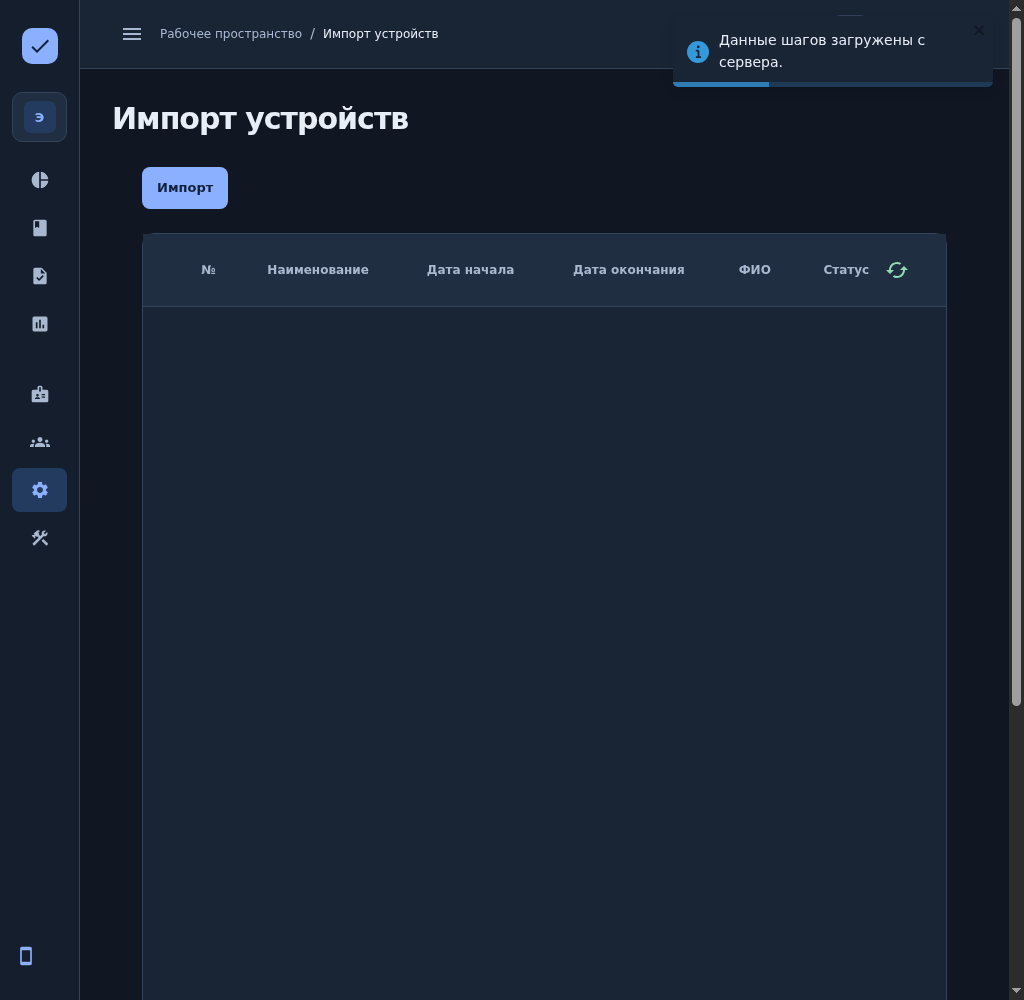 Рабочее пространство / Импорт устройств
Данные шагов загружены с
сервера.
Э
Импорт устройств
Импорт
№ Наименование Дата начала Дата окончания ФИО Статус